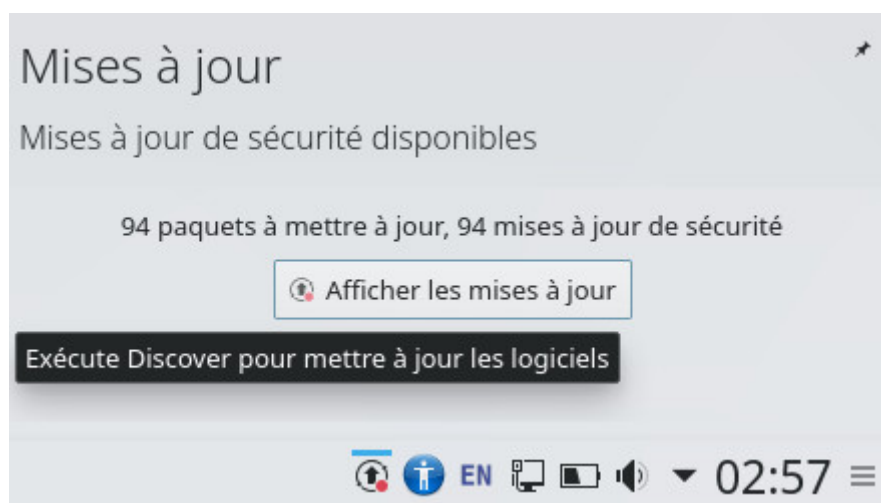 Mises à jour
Mises à jour de sécurité disponibles
94 paquets à mettre à jour, 94 mises à jour de sécurité
Afficher les mises à jour
Exécute Discover pour mettre à jour les logiciels
EN 02:57